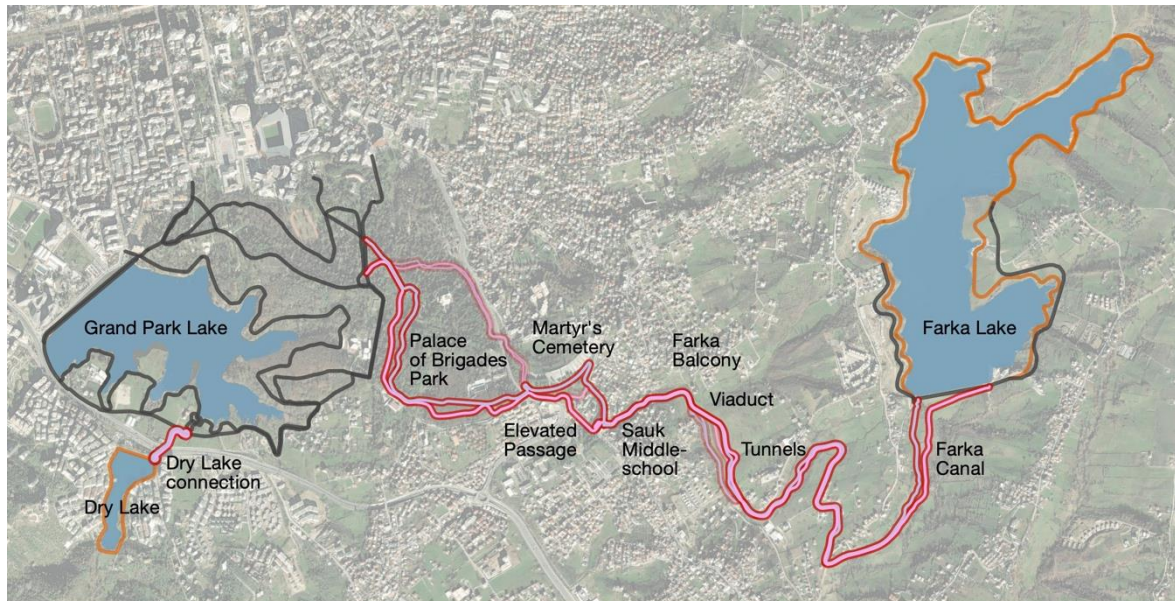 Grand Park Lake
Palace
of Brigades
Park
Martyr's
Cemetery
Farka
Balcony
Farka Lake
Viaduct
Elevated
Passage
Sauk
Middle-
school
Tunnels
Farka
Canal
Dry Lake
connection
Dry Lake